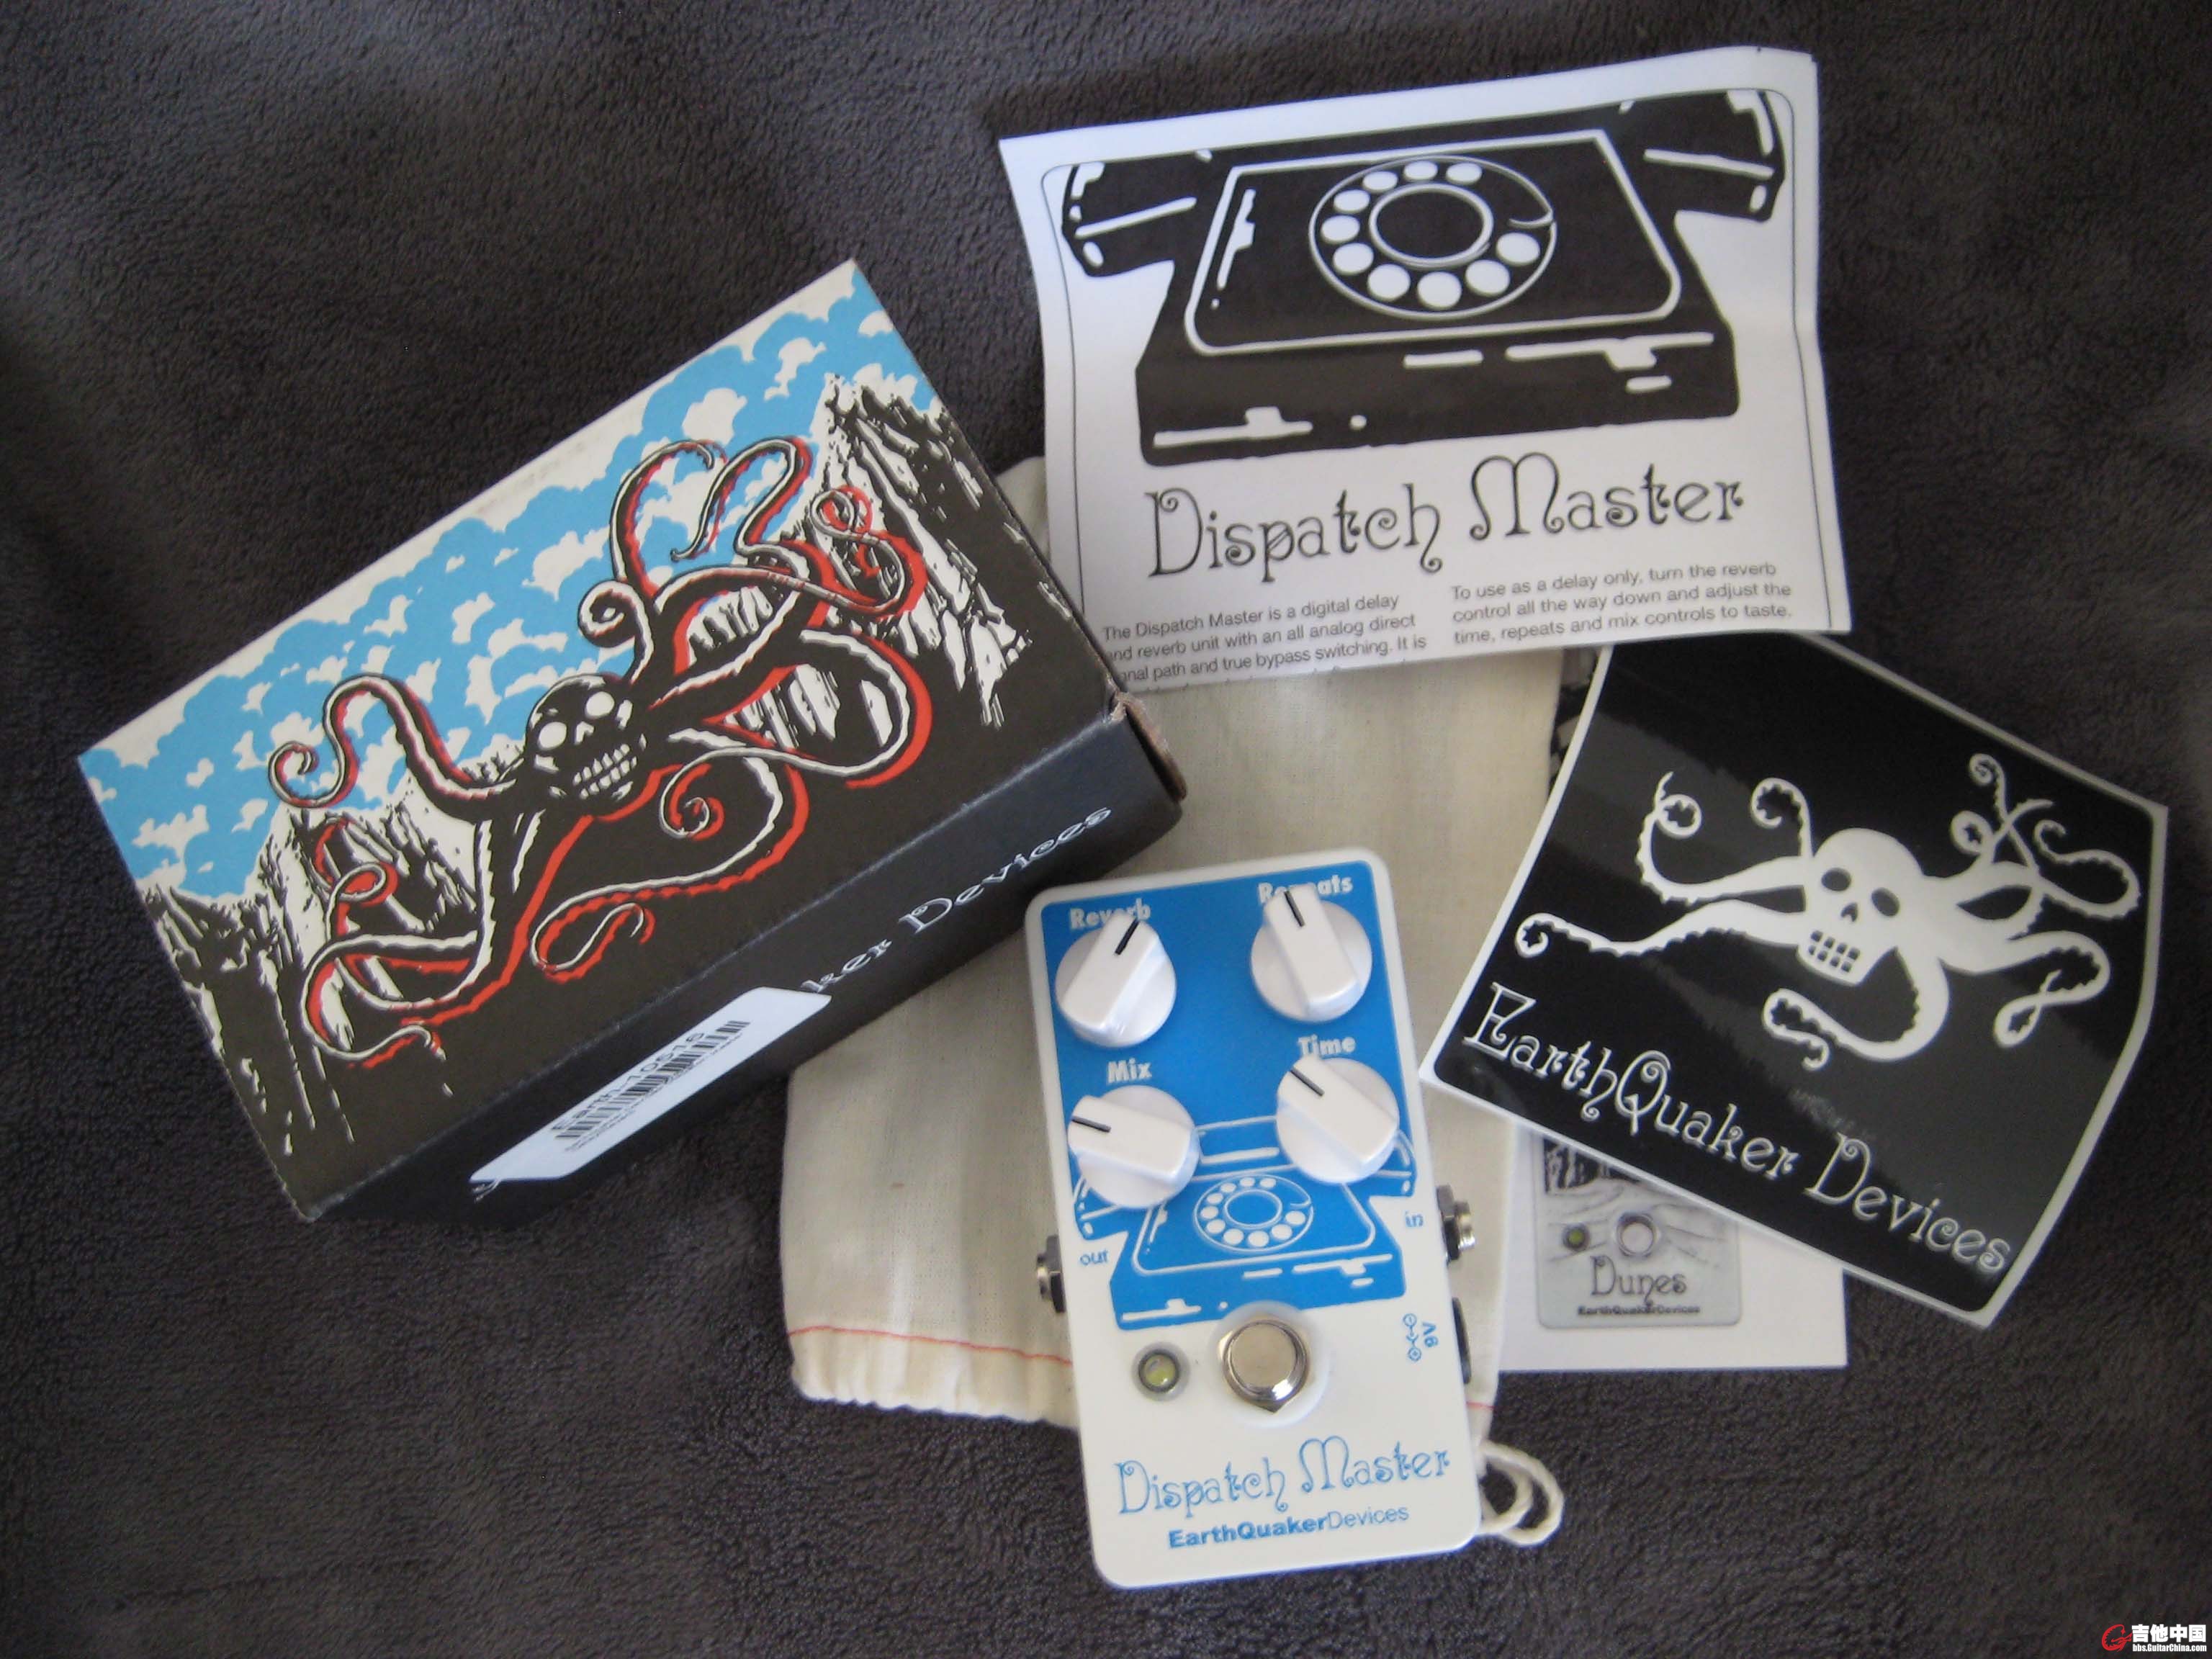 Dispatch Master
The Dispatch Master is a digital delay
and reverb unit with an all analog direct
signal path and true bypass switching. It is
To use as a delay only, turn the reverb
control all the way down and adjust the
time, repeats and mix controls to taste.
ker Devices
Earth-10516
EarthQuaker Devices
Reverb
Repeats
Mix
Time
out
in
9V
Dispatch Master
EarthQuakerDevices
Dunes
EarthQuakerDevices
吉他中国
bbs.GuitarChina.com